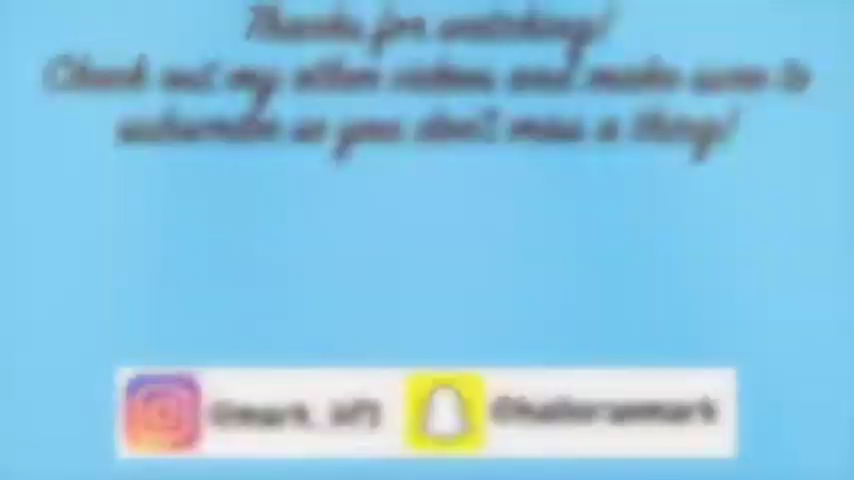 Thanks for watching!
Check out my other videos and make sure to
subscribe so you don't miss a thing!